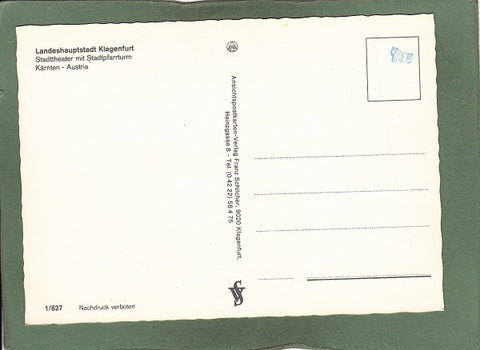 Landeshauptstadt Klagenfurt
Stadttheater mit Stadtpfarrturm
Kärnten - Austria
Ansichtspostkarten-Verlag Franz Schilcher, 9020 Klagenfurt,
Heinzgasse 8 - Tel. (0 42 22) 56 4 75
1/627 Nachdruck verboten